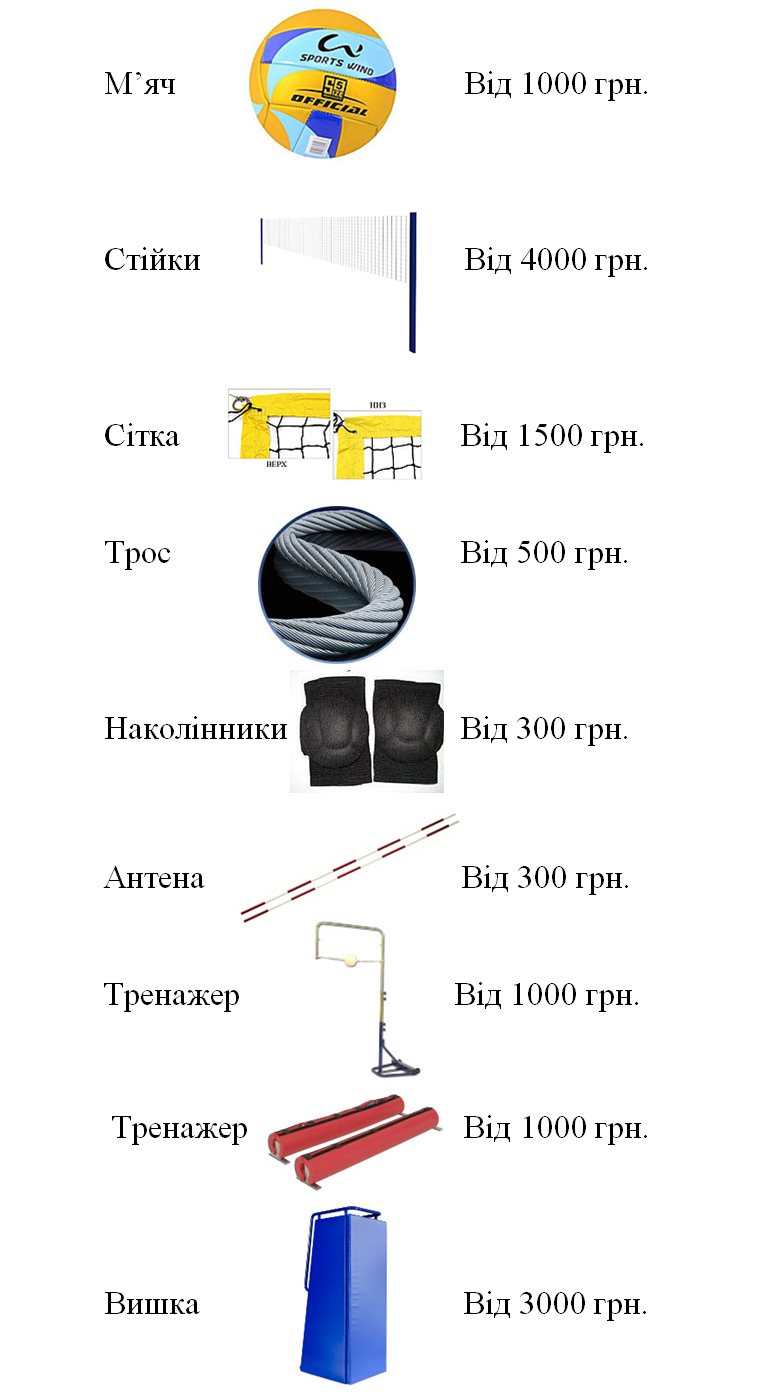 М’яч
SPORTS WIND
OFFICIAL
Від 1000 грн.
Стійки
Від 4000 грн.
Сітка
ВЕРХ
НИЗ
Від 1500 грн.
Трос
Від 500 грн.
Наколінники
Від 300 грн.
Антена
Від 300 грн.
Тренажер
Від 1000 грн.
Тренажер
Від 1000 грн.
Вишка
Від 3000 грн.